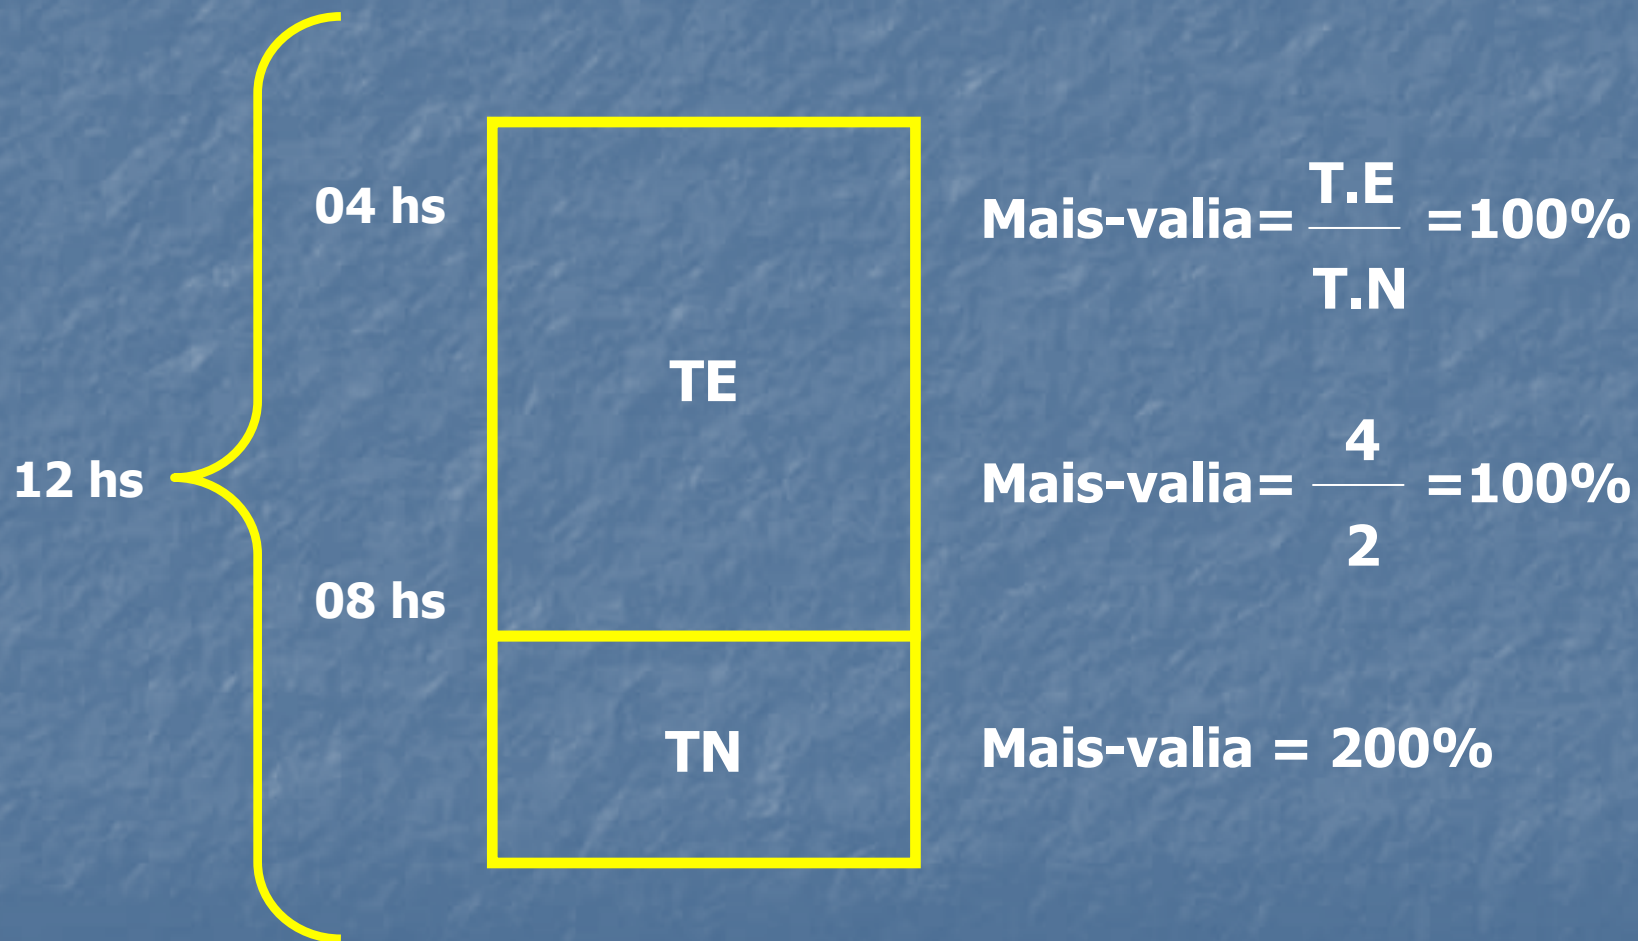 12 hs
04 hs
08 hs
TE
TN
Mais-valia= T.E =100%
T.N
Mais-valia= 4 =100%
2
Mais-valia = 200%